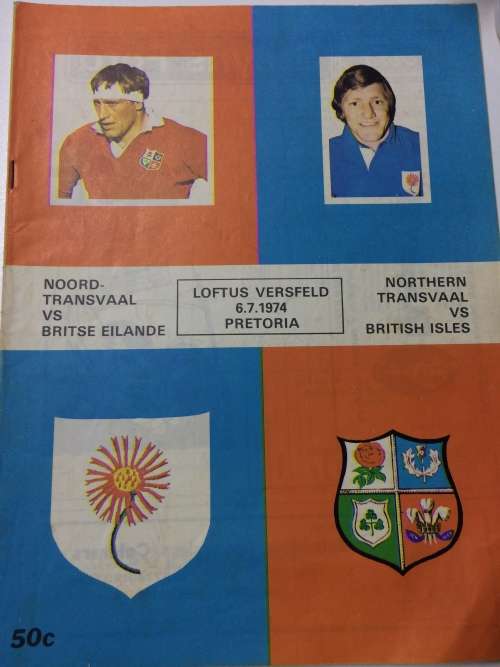 NOORD-
TRANSVAAL
VS
BRITSE EILANDE
LOFTUS VERSFELD
6.7.1974
PRETORIA
NORTHERN
TRANSVAAL
VS
BRITISH ISLES
50c